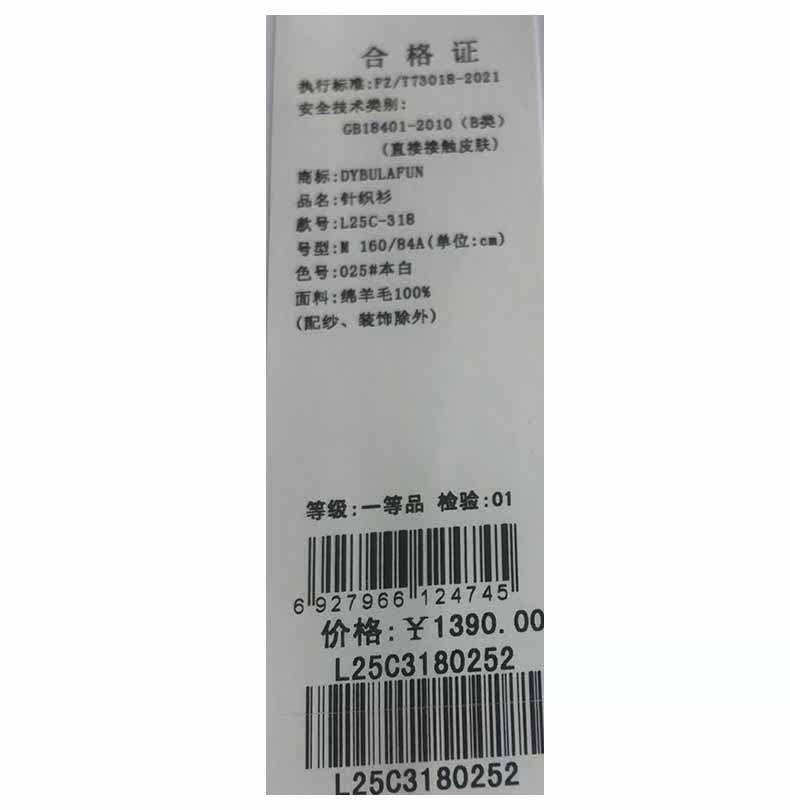 合格证
执行标准:FZ/T73018-2021
安全技术类别:
GB18401-2010（B类）
(直接接触皮肤)
商标:DYBULAFUN
品名:针织衫
款号:L25C-318
号型:M 160/84A(单位:cm)
色号:025#本白
面料:绵羊毛100%
(配纱、装饰除外)
等级:一等品 检验:01
6 927966 124745
价格:￥1390.00
L25C3180252
L25C3180252